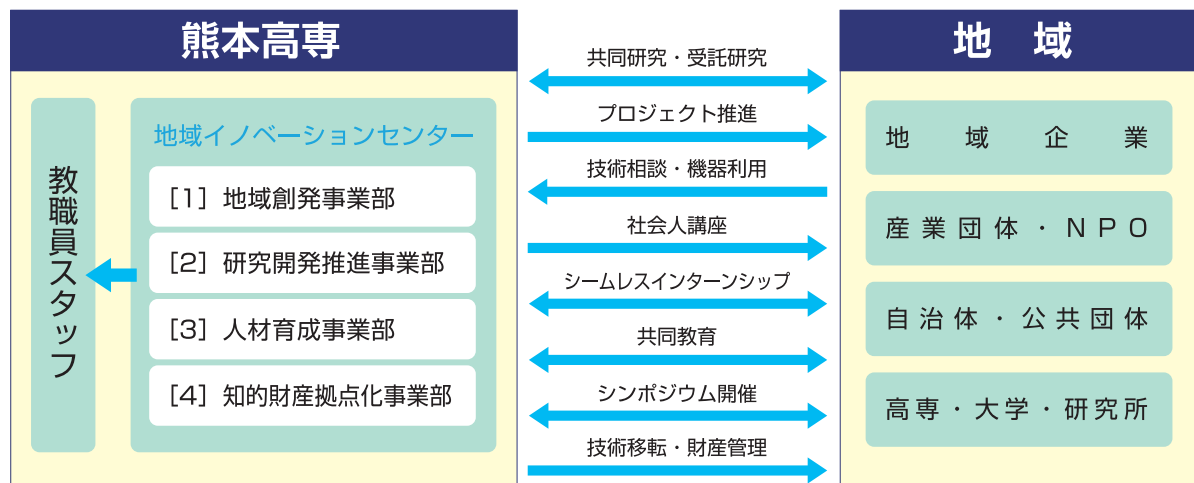 熊本高専
教職員スタッフ
地域イノベーションセンター
[1] 地域創発事業部
[2] 研究開発推進事業部
[3] 人材育成事業部
[4] 知的財産拠点化事業部
共同研究・受託研究
プロジェクト推進
技術相談・機器利用
社会人講座
シームレスインターンシップ
共同教育
シンポジウム開催
技術移転・財産管理
地 域
地域企業
産業団体・NPO
自治体・公共団体
高専・大学・研究所